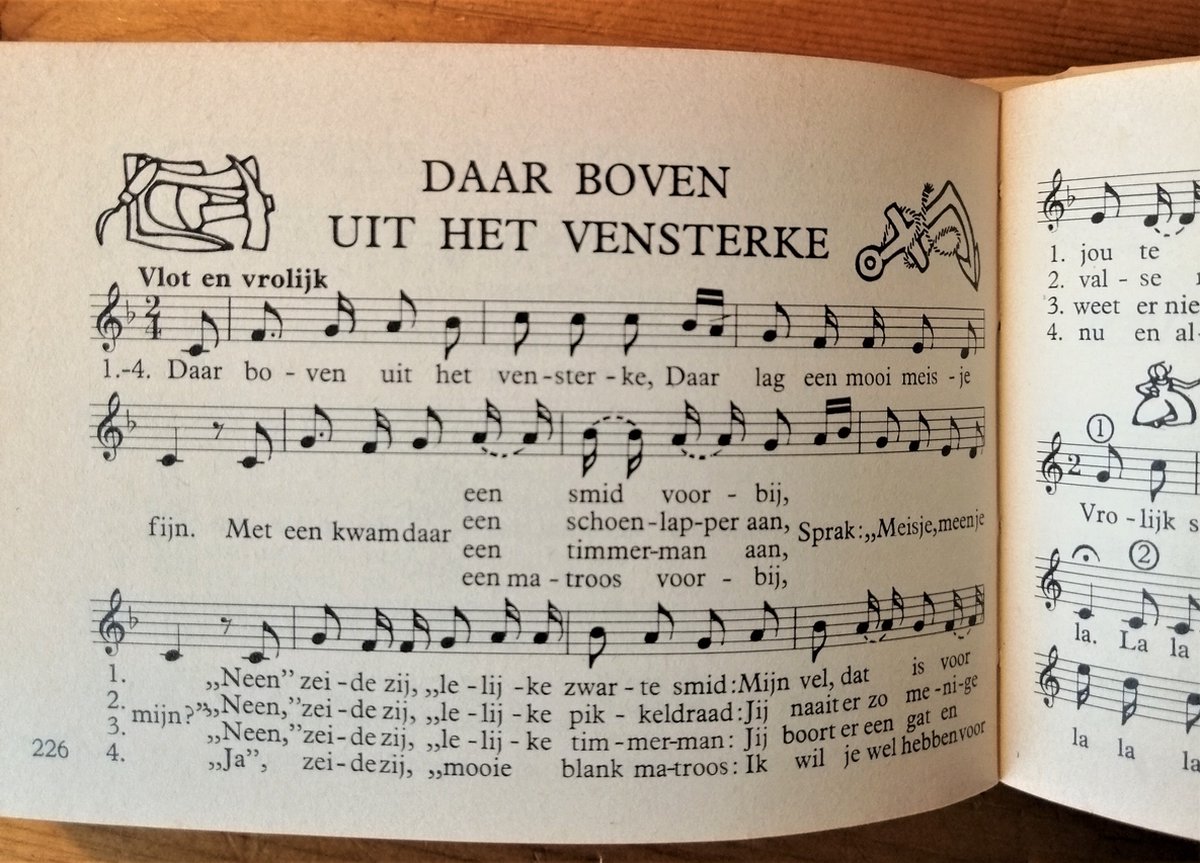 DAAR BOVEN
UIT HET VENSTERKE
Vlot en vrolijk
2
4
1.-4. Daar bo - ven uit het ven - ster - ke, Daar lag een mooi meis - je
een smid voor - bij,
fijn. Met een kwam daar een schoen - lap - per aan, Sprak: ,,Meisje, meen je
een timmer - man aan,
een ma - troos voor - bij,
1. ,,Neen” zei - de zij, ,,le - lij - ke zwar - te smid: Mijn vel, dat is voor
2. mijn?” ,,Neen,” zei - de zij, ,,le - lij - ke pik - keldraad: Jij naait er zo me - ni - ge
3. ,,Neen,” zei - de zij, ,,le - lij - ke tim - mer - man: Jij boort er een gat en
4. ,,Ja”, zei - de zij, ,,mooie blank ma - troos: Ik wil je wel hebben voor
226
1. jou te
2. val - se
3. weet er nie
4. nu en al-
1
2
Vro - lijk s
2
la. La la
la la la